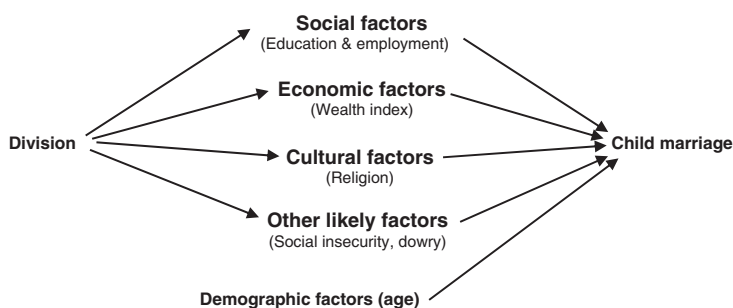 Social factors
(Education & employment)
Economic factors
(Wealth index)
Division
Child marriage
Cultural factors
(Religion)
Other likely factors
(Social insecurity, dowry)
Demographic factors (age)